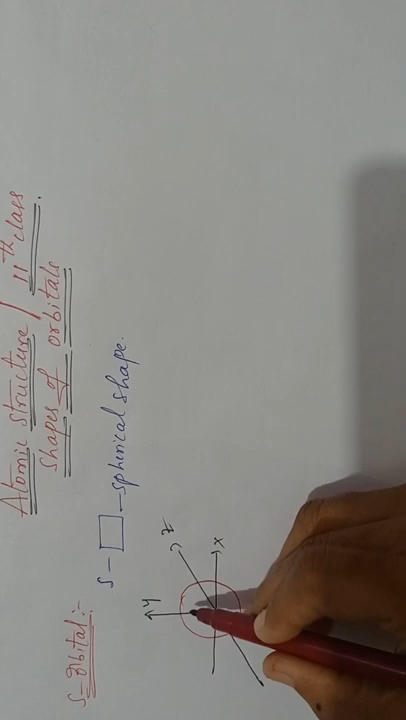 Atomic structure / 11th class
shapes of orbitals
S-orbital:-
S-□-spherical shape.
y
z
x